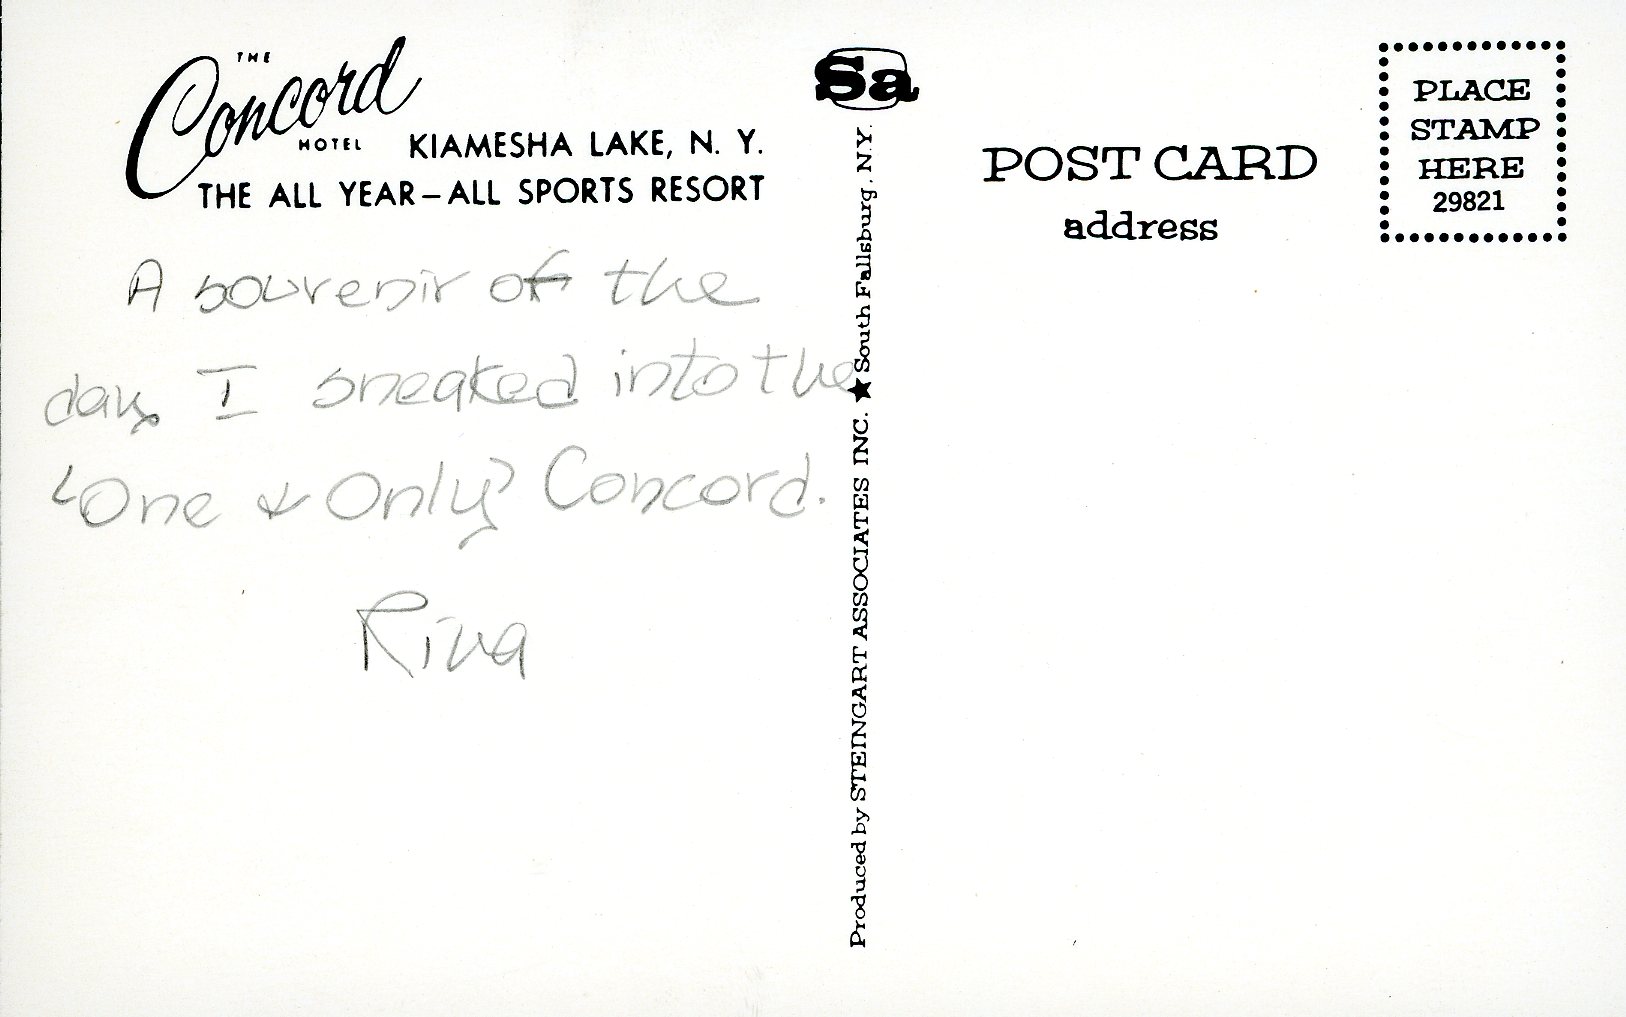 THE
Concord
HOTEL
KIAMESHA LAKE, N. Y.
THE ALL YEAR—ALL SPORTS RESORT
A souvenir of the
day I sneaked into the
"One & Only" Concord.
Riva
Sa
Produced by STEINGART ASSOCIATES INC. ★ South Fallsburg, N.Y.
POST CARD
address
PLACE
STAMP
HERE
29821